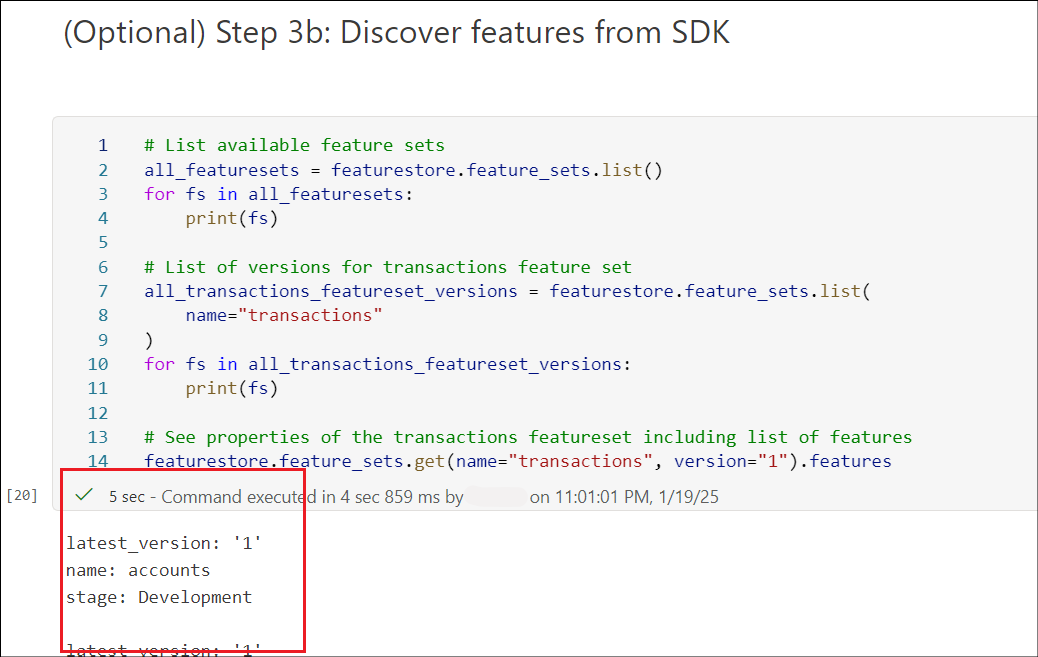 (Optional) Step 3b: Discover features from SDK
1 # List available feature sets
2 all_featuresets = featurestore.feature_sets.list()
3 for fs in all_featuresets:
4     print(fs)
5
6 # List of versions for transactions feature set
7 all_transactions_featureset_versions = featurestore.feature_sets.list(
8     name="transactions"
9 )
10 for fs in all_transactions_featureset_versions:
11     print(fs)
12
13 # See properties of the transactions featureset including list of features
14 featurestore.feature_sets.get(name="transactions", version="1").features
[20] ✓ 5 sec - Command executed in 4 sec 859 ms by on 11:01:01 PM, 1/19/25
latest_version: '1'
name: accounts
stage: Development
latest_version: '1'